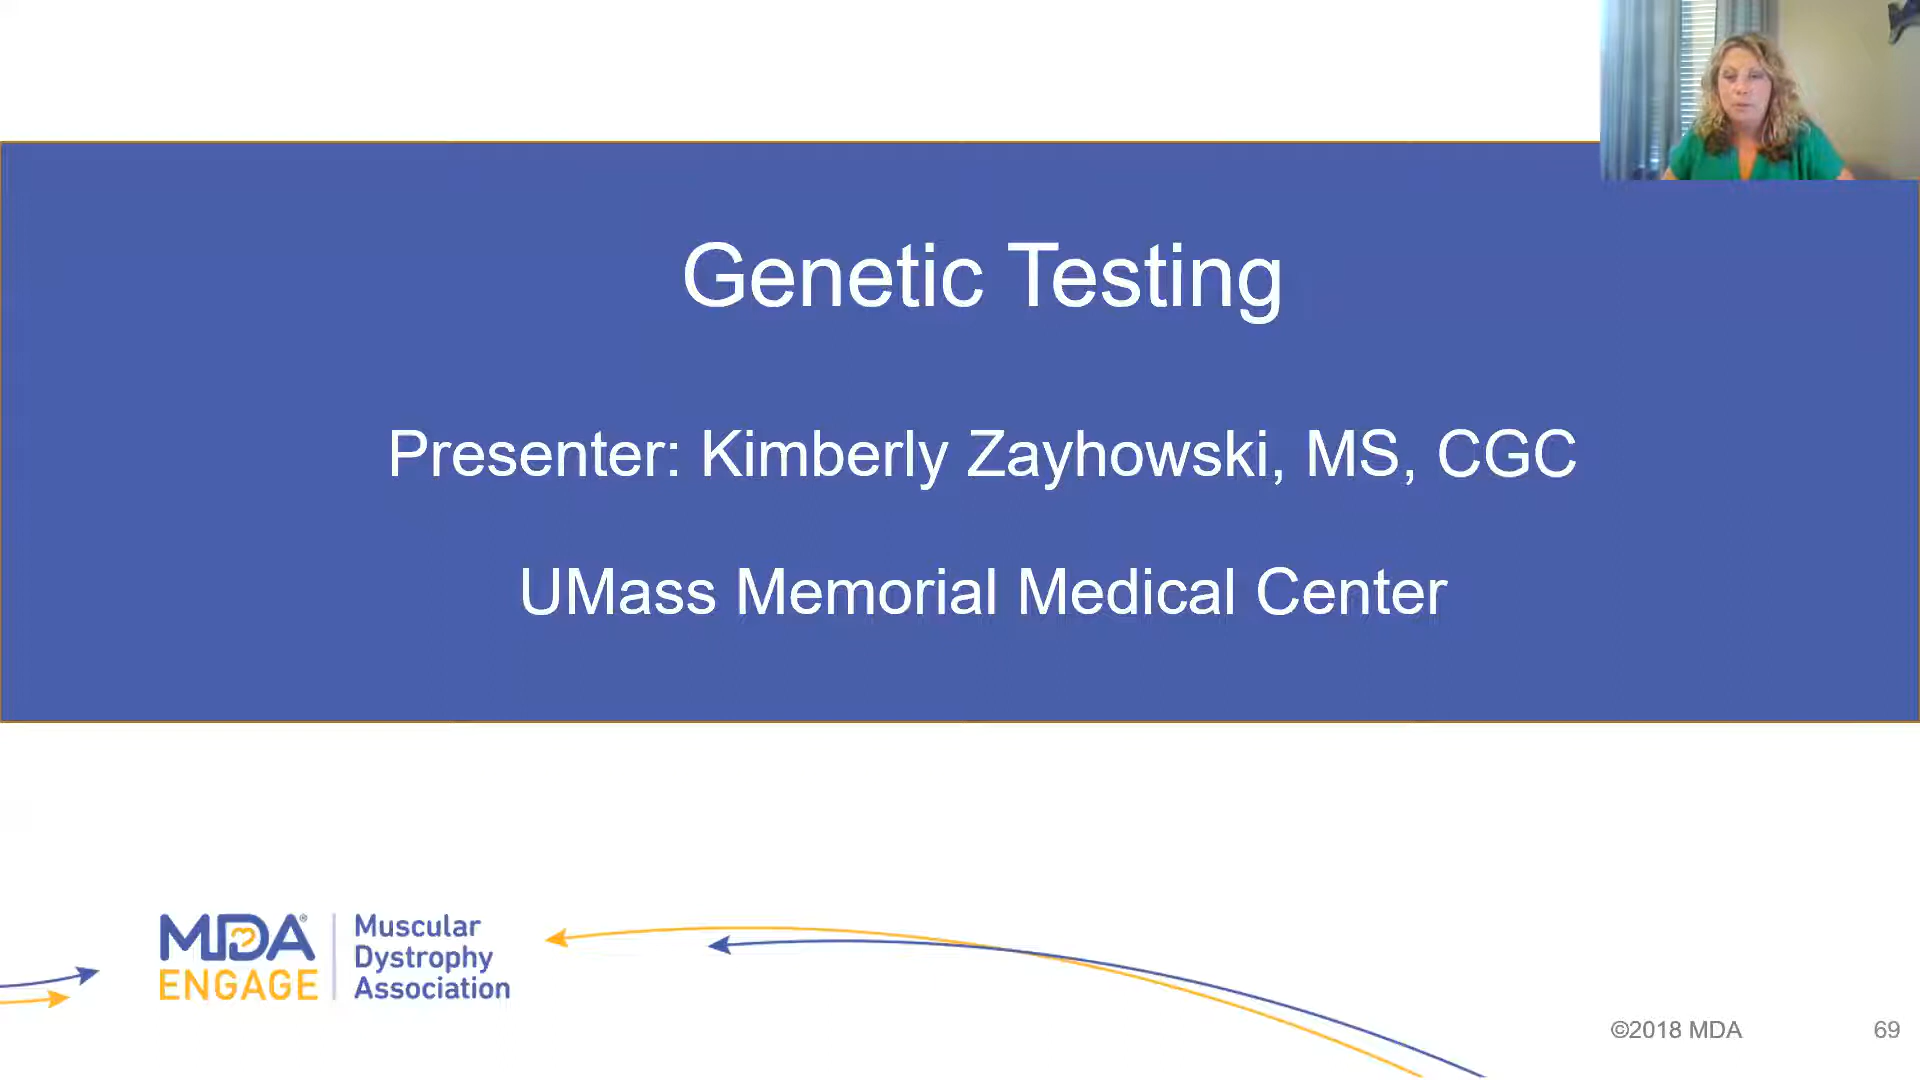 Genetic Testing
Presenter: Kimberly Zayhowski, MS, CGC
UMass Memorial Medical Center
MDA®
ENGAGE
Muscular
Dystrophy
Association
©2018 MDA
69